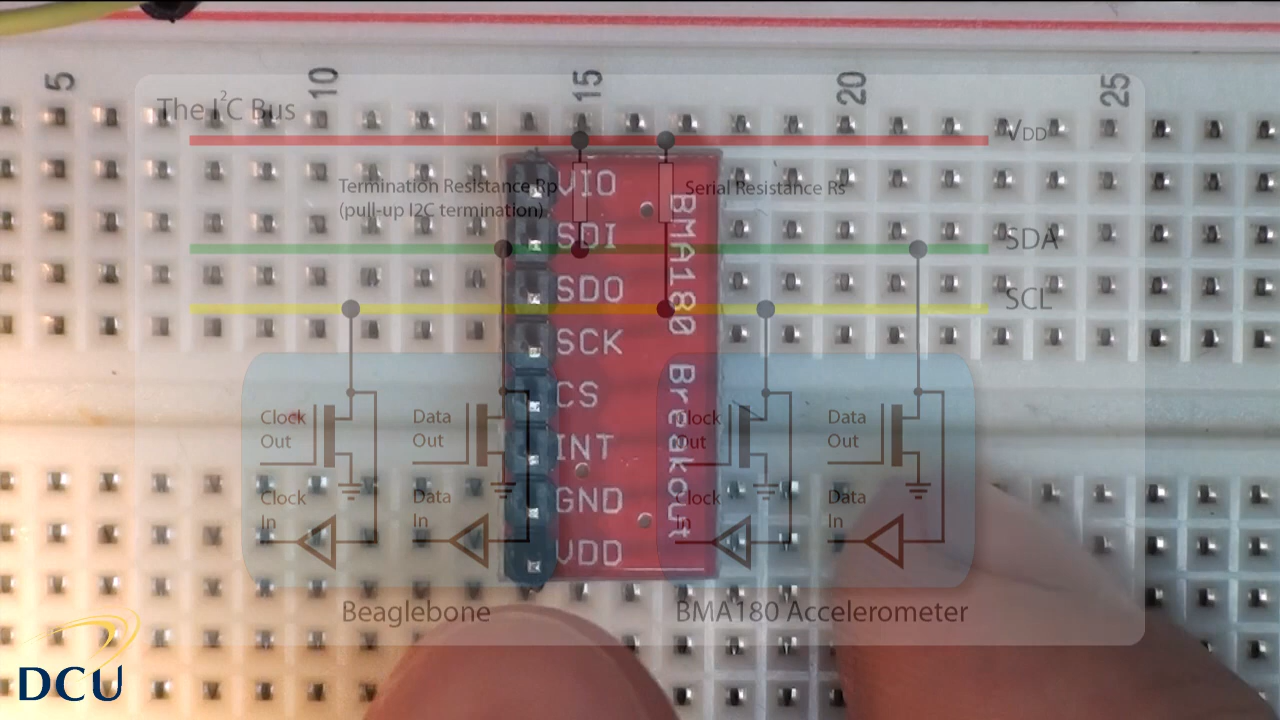 5
10
15
20
25
The I²C Bus
VDD
Termination Resistance Rp
(pull-up I2C termination)
Serial Resistance Rs
SDA
SCL
VIO
SDI
SDO
SCK
CS
INT
GND
VDD
BMA180 Breakout
Clock
Out
Data
Out
Clock
Out
Data
Out
Clock
In
Data
In
Clock
In
Data
In
Beaglebone
BMA180 Accelerometer
DCU